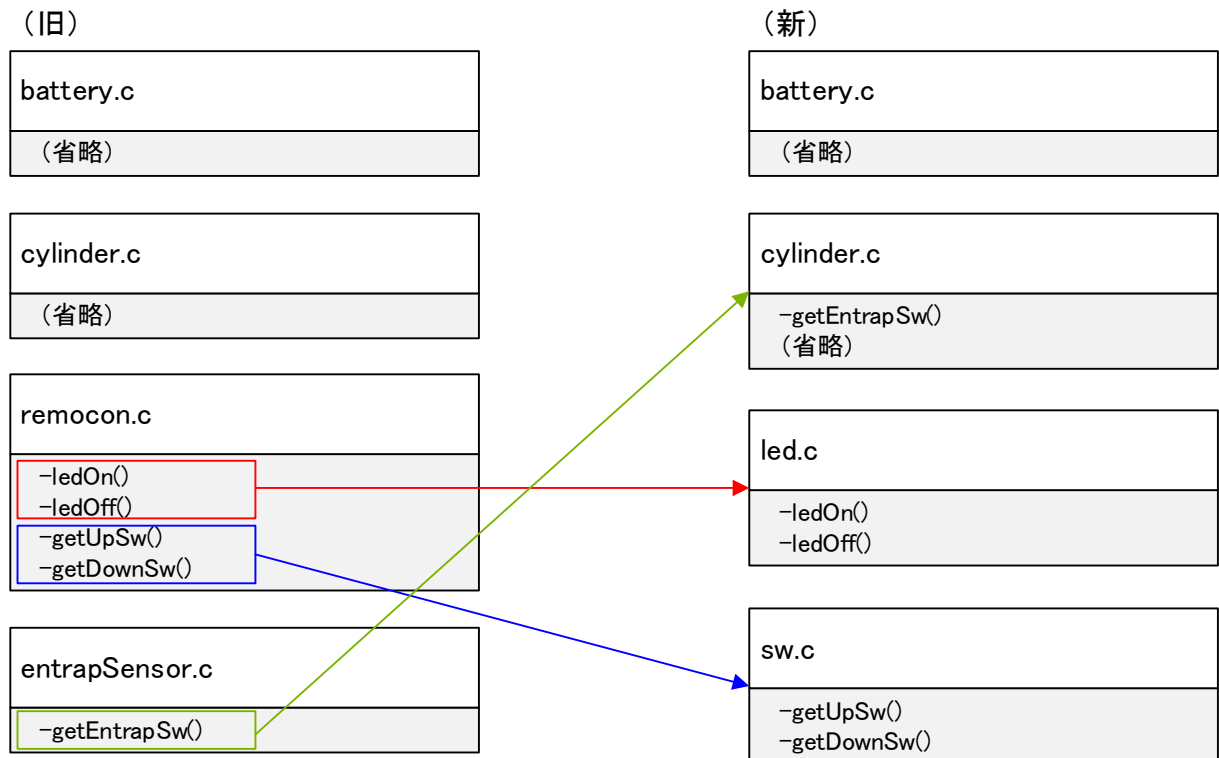 （旧）
battery.c
（省略）
cylinder.c
（省略）
remocon.c
-ledOn()
-ledOff()
-getUpSw()
-getDownSw()
entrapSensor.c
-getEntrapSw()
（新）
battery.c
（省略）
cylinder.c
-getEntrapSw()
（省略）
led.c
-ledOn()
-ledOff()
sw.c
-getUpSw()
-getDownSw()